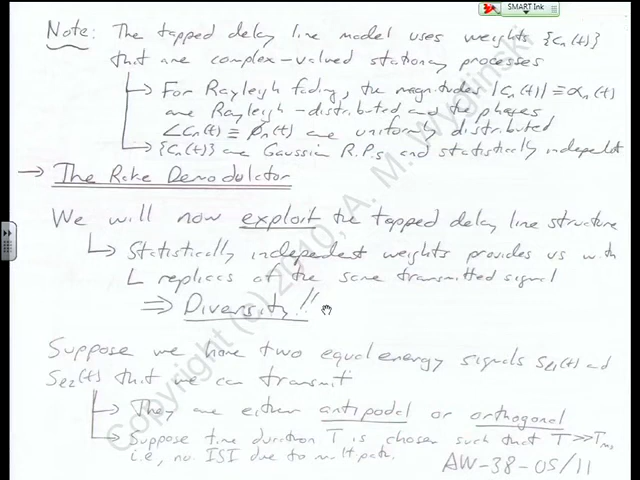 SMART Ink
Note: The tapped delay line model uses weights {cn(t)}
that are complex-valued stationary processes
↳ For Rayleigh fading, the magnitudes |cn(t)| ≡ αn(t)
are Rayleigh-distributed and the phases
∠cn(t) ≡ φn(t) are uniformly distributed
↳ {cn(t)} are Gaussian R.P.s and statistically independent
→ The Rake Demodulator
We will now exploit the tapped delay line structure
↳ Statistically independent weights provides us with
L replicas of the same transmitted signal
⇒ Diversity!!
Suppose we have two equal energy signals Sℓ1(t) and
Sℓ2(t) that we can transmit
↳ They are either antipodal or orthogonal
↳ Suppose time duration T is chosen such that T >> Tm,
i.e., no ISI due to multipath.
AW-38-05/11
Copyright (c) 2010, A. M. Wyglinski